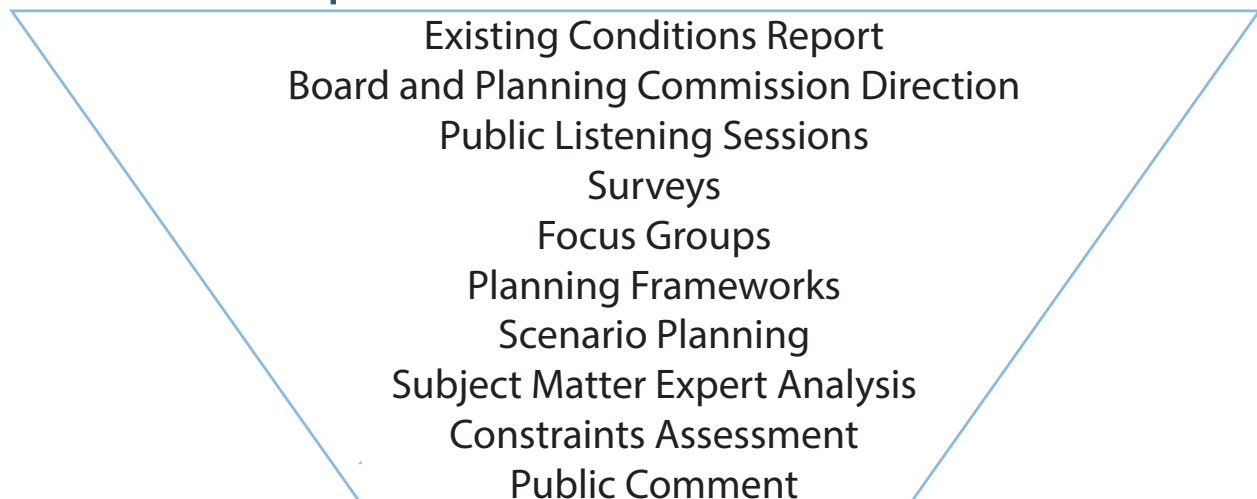 Existing Conditions Report
Board and Planning Commission Direction
Public Listening Sessions
Surveys
Focus Groups
Planning Frameworks
Scenario Planning
Subject Matter Expert Analysis
Constraints Assessment
Public Comment